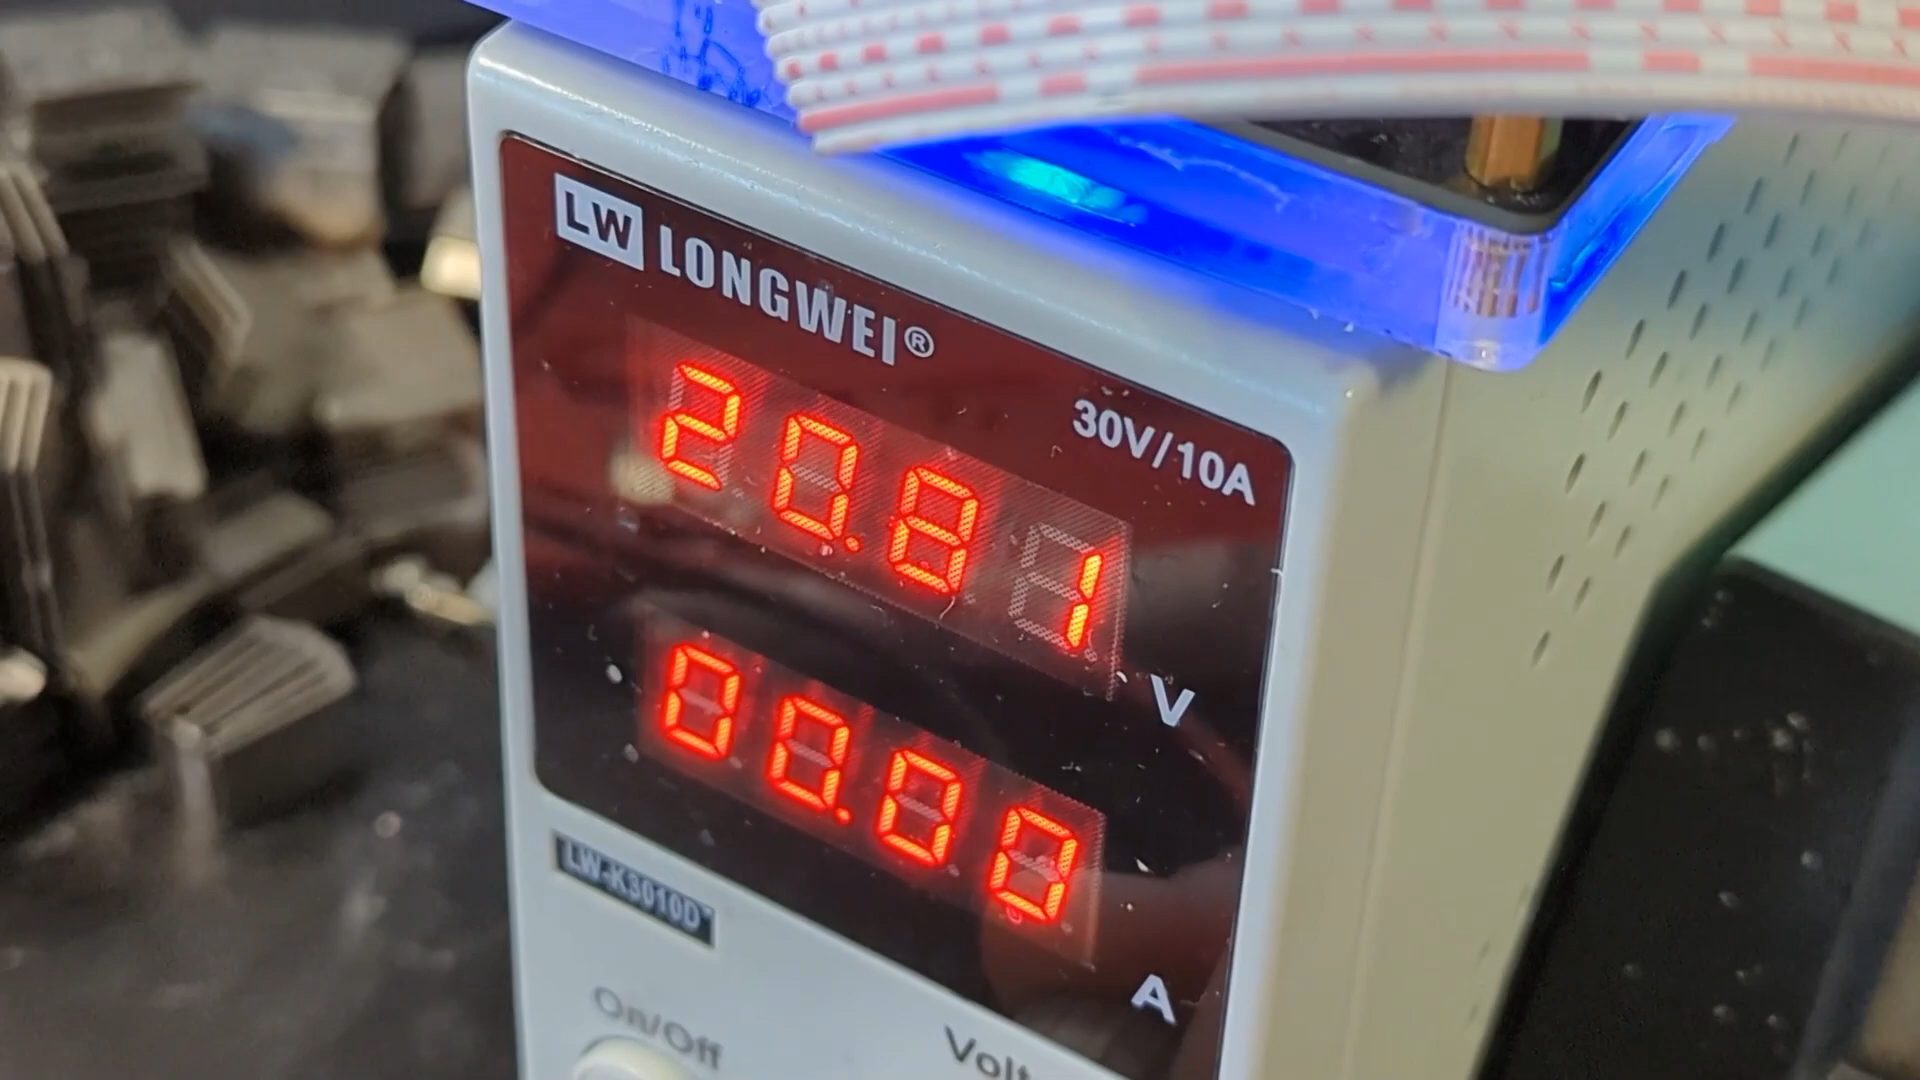 LW LONGWEI®
30V/10A
20.81
V
00.00
A
LW-K3010D
On/Off
Volt